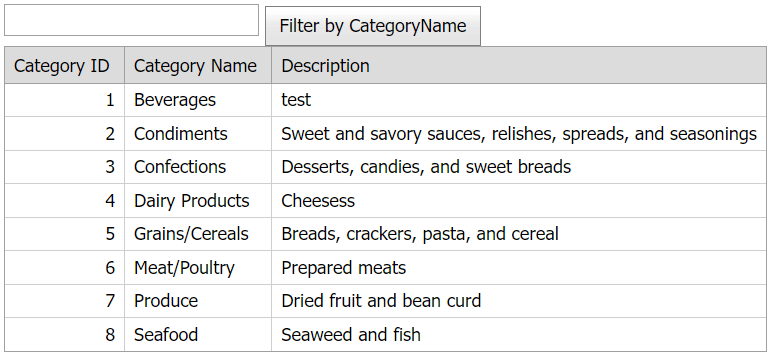 Filter by CategoryName
Category ID Category Name Description
1 Beverages test
2 Condiments Sweet and savory sauces, relishes, spreads, and seasonings
3 Confections Desserts, candies, and sweet breads
4 Dairy Products Cheesess
5 Grains/Cereals Breads, crackers, pasta, and cereal
6 Meat/Poultry Prepared meats
7 Produce Dried fruit and bean curd
8 Seafood Seaweed and fish